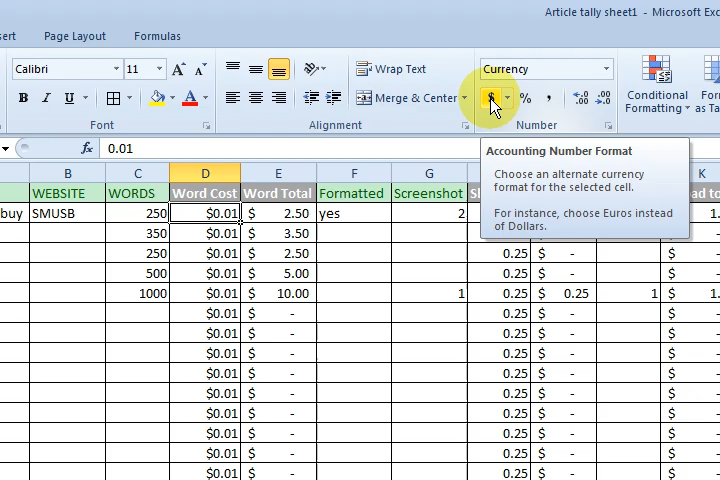 Article tally sheet1 - Microsoft Exc
sert Page Layout Formulas
Calibri 11 A A Wrap Text Currency
B I U A Merge & Center $ % , .0 .00 .00 .0 Conditional Formatting
Form as Ta
Font Alignment Number
fx 0.01
Accounting Number Format
Choose an alternate currency
format for the selected cell.
For instance, choose Euros instead
of Dollars.
B C D E F G K
WEBSITE WORDS Word Cost Word Total Formatted Screenshot ad to
buy SMUSB 250 $0.01 $ 2.50 yes 2 1.
350 $0.01 $ 3.50
250 $0.01 $ 2.50 0.25 $ - $ -
500 $0.01 $ 5.00 0.25 $ - $ -
1000 $0.01 $ 10.00 1 0.25 $ 0.25 1 $ 1.
$0.01 $ - 0.25 $ - $ -
$0.01 $ - 0.25 $ - $ -
$0.01 $ - 0.25 $ - $ -
$0.01 $ - 0.25 $ - $ -
$0.01 $ - 0.25 $ - $ -
$0.01 $ - 0.25 $ - $ -
$0.01 $ - 0.25 $ - $ -
$0.01 $ - 0.25 $ - $ -
$0.01 $ - 0.25 $ - $ -